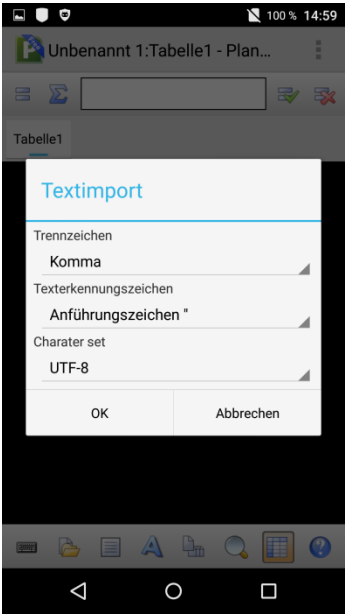 100 % 14:59
Unbenannt 1:Tabelle1 - Plan...
Tabelle1
Textimport
Trennzeichen
Komma
Texterkennungszeichen
Anführungszeichen "
Charater set
UTF-8
OK Abbrechen